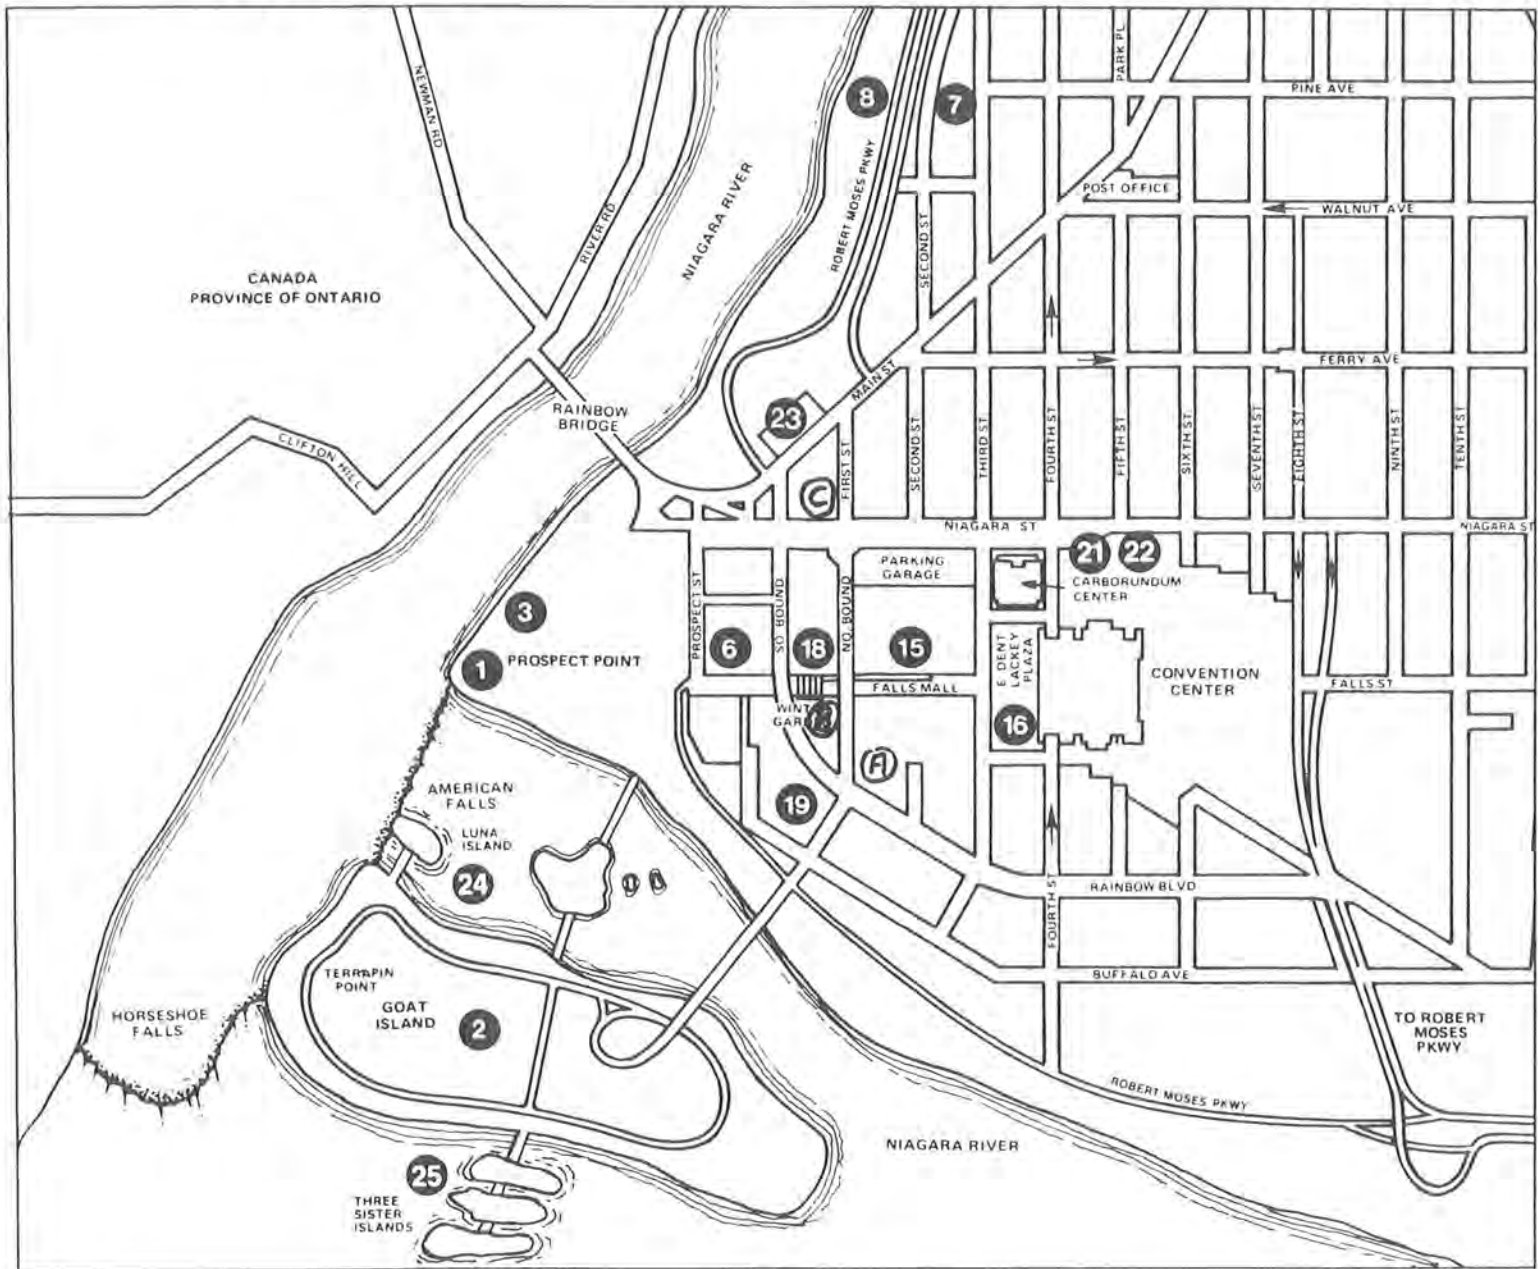 NEWMAN RD
8
7
PARK PL
PINE AVE
NIAGARA RIVER
ROBERT MOSES PKWY
POST OFFICE
WALNUT AVE
RIVER RD
SECOND ST
CANADA
PROVINCE OF ONTARIO
FERRY AVE
MAIN ST
RAINBOW
BRIDGE
23
CLIFTON HILL
C
FIRST ST
SECOND ST
THIRD ST
FOURTH ST
FIFTH ST
SIXTH ST
SEVENTH ST
EIGHTH ST
NINTH ST
TENTH ST
NIAGARA ST
NIAGARA ST
21
22
PARKING
GARAGE
CARBORUNDUM
CENTER
PROSPECT ST
SO. BOUND
NO. BOUND
3
6
18
15
1
PROSPECT POINT
E. DENT
LACKEY
PLAZA
CONVENTION
CENTER
FALLS MALL
FALLS ST
16
A
AMERICAN
FALLS
19
LUNA
ISLAND
24
RAINBOW BLVD
FOURTH ST
BUFFALO AVE
TERRAPIN
POINT
GOAT
ISLAND
2
HORSESHOE
FALLS
TO ROBERT
MOSES
PKWY
ROBERT MOSES PKWY
NIAGARA RIVER
25
THREE
SISTER
ISLANDS